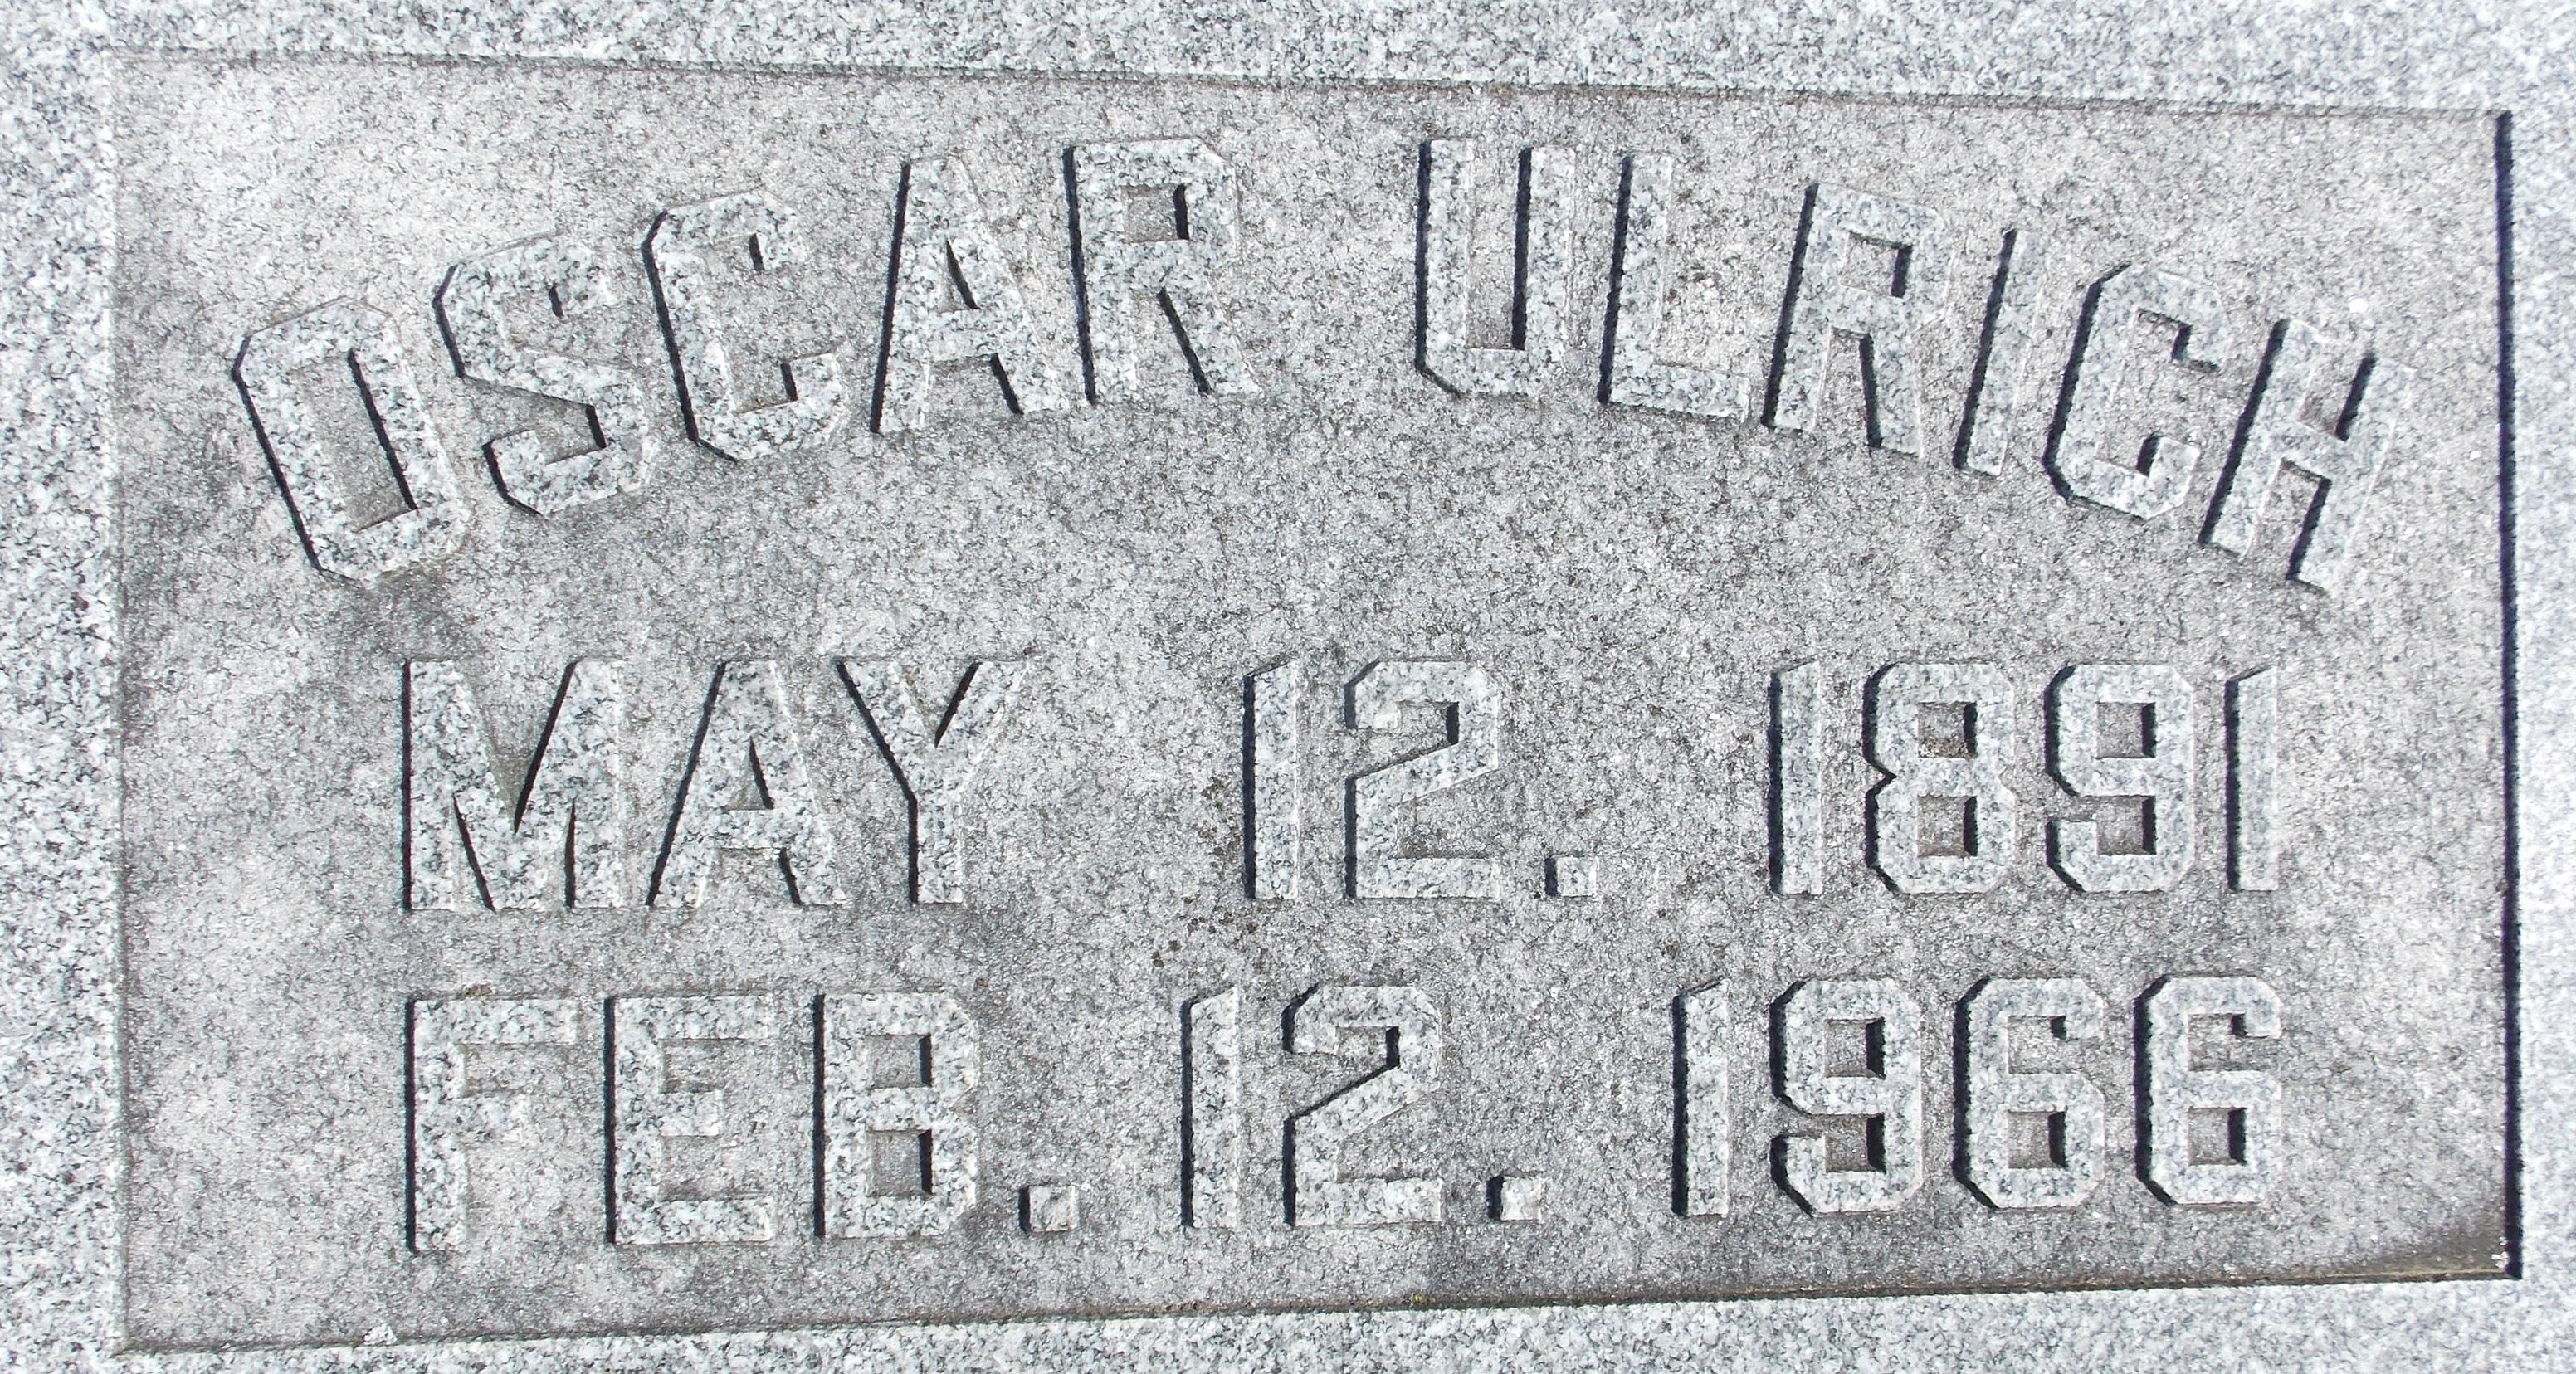 OSCAR ULRICH
MAY 12. 1891
FEB. 12. 1966